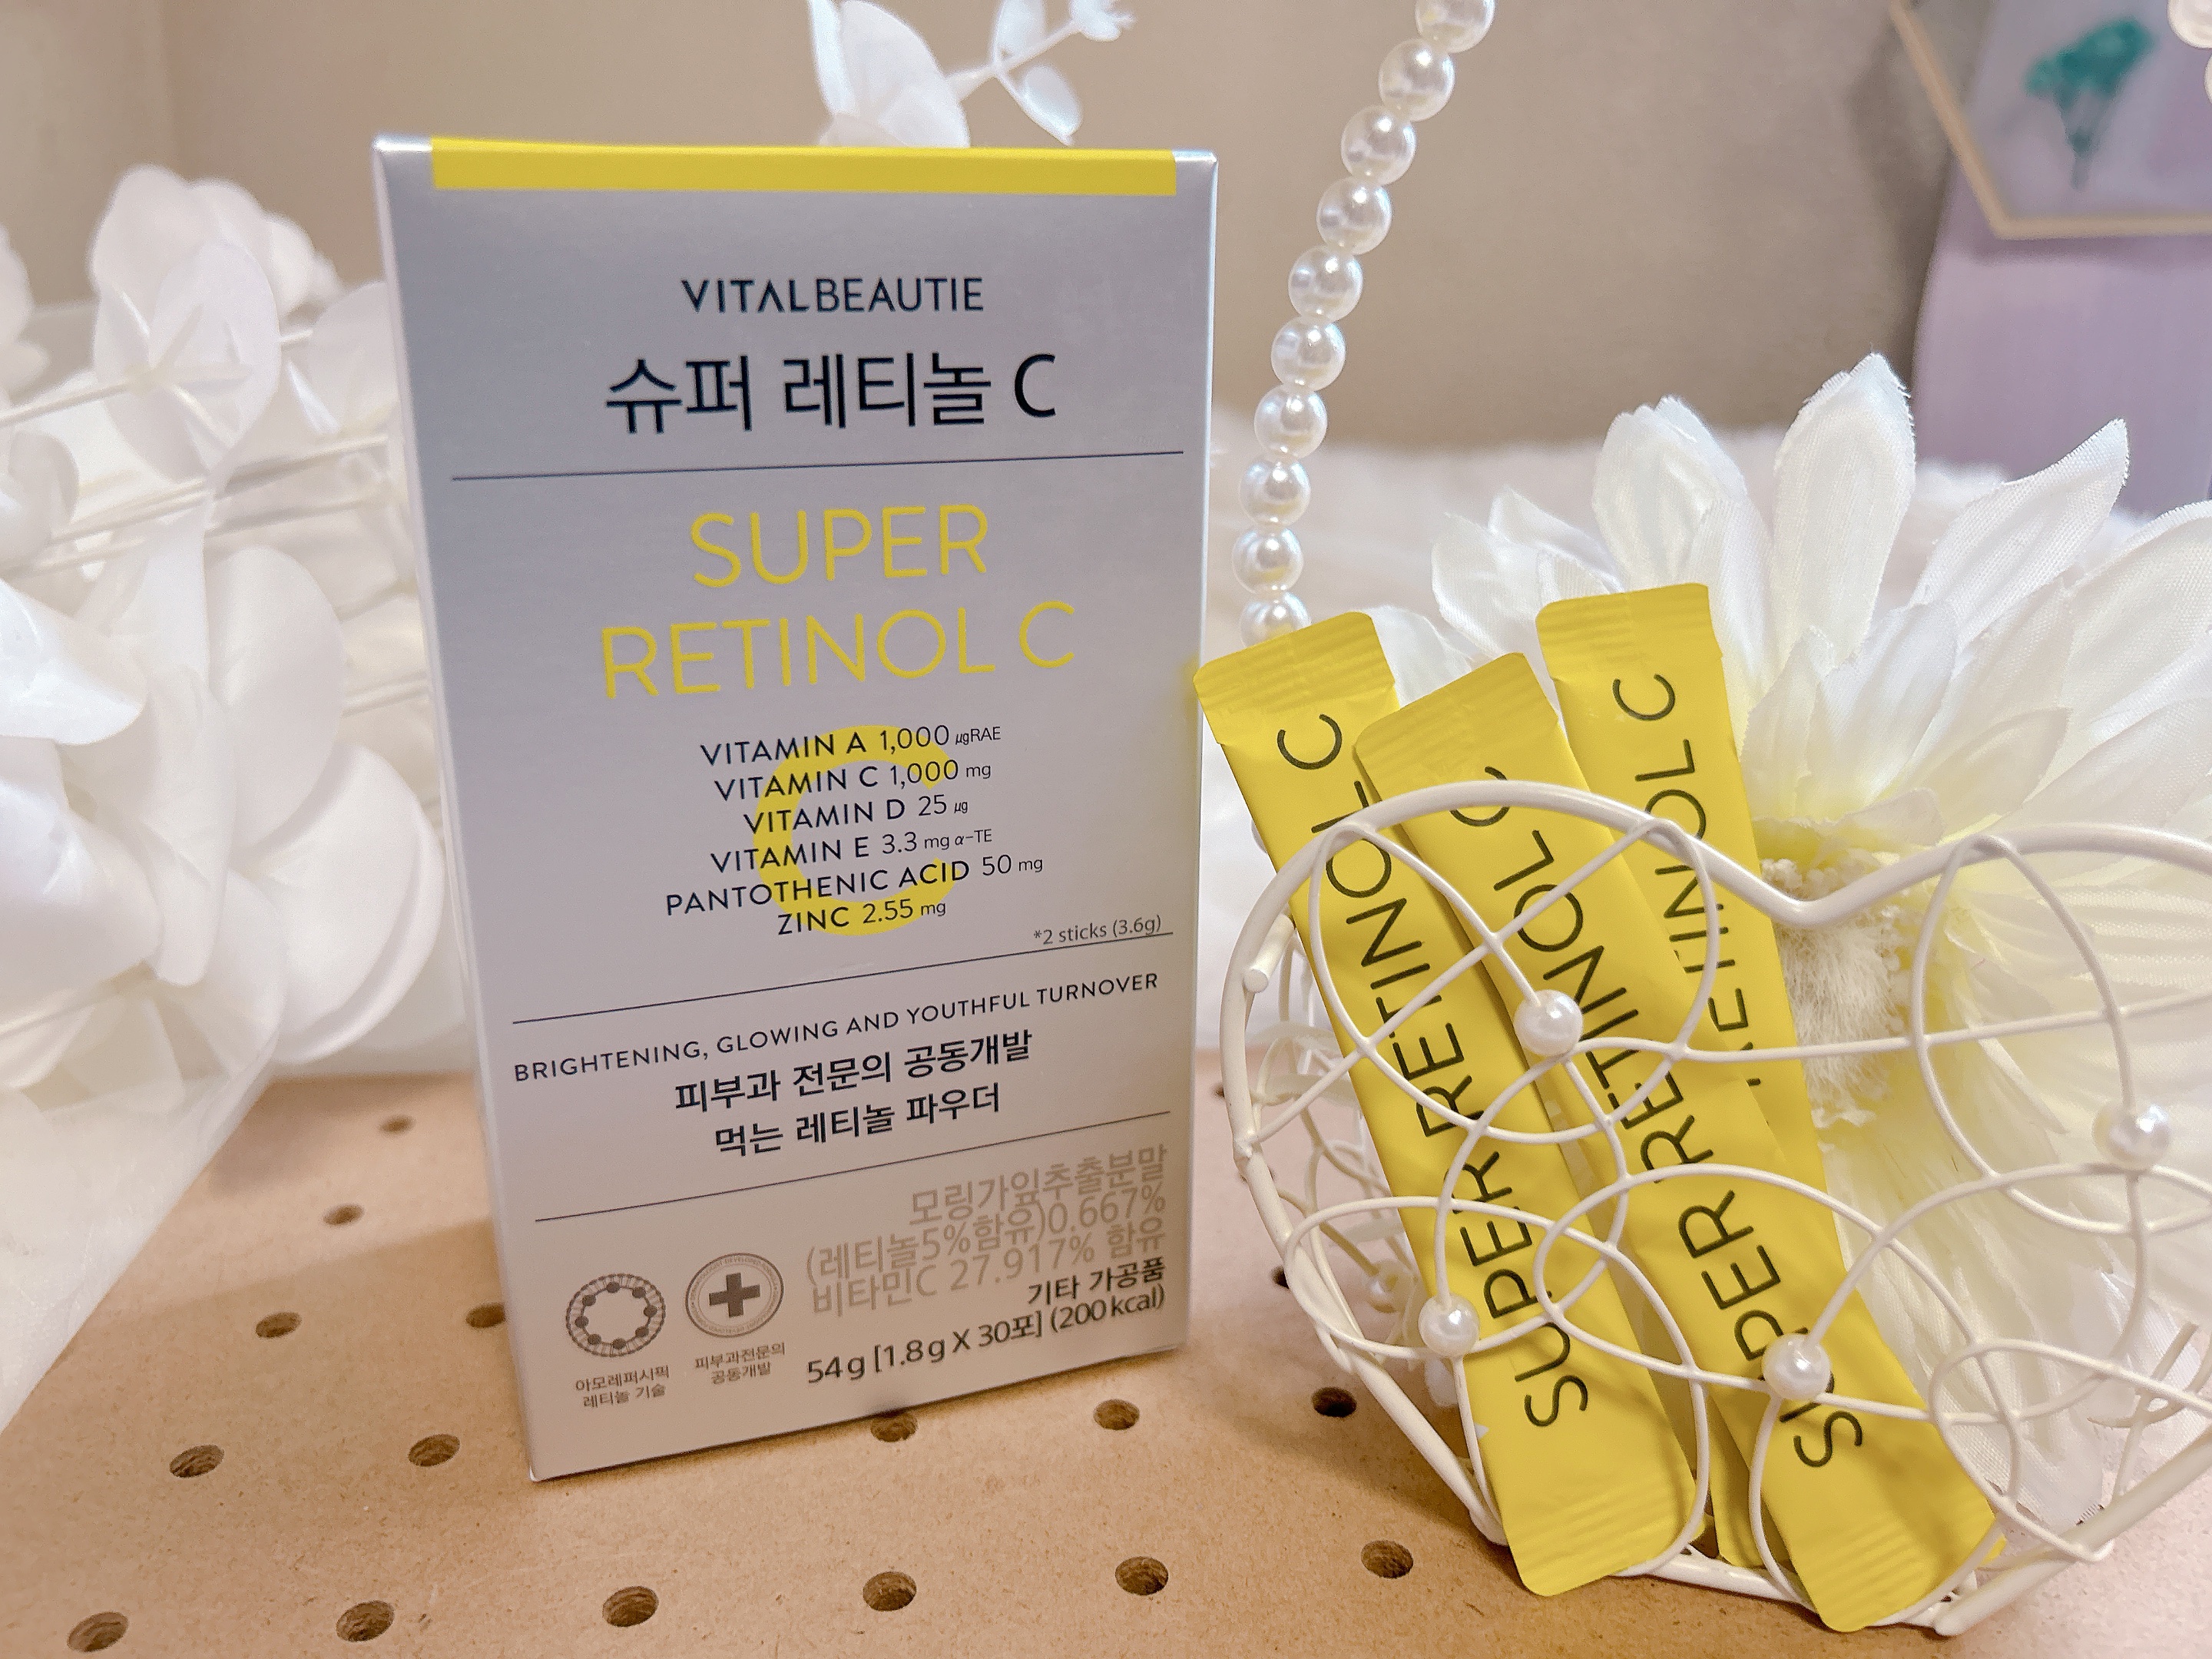 VITALBEAUTIE
슈퍼 레티놀 C
SUPER
RETINOL C
VITAMIN A 1,000 μgRAE
VITAMIN C 1,000 mg
VITAMIN D 25 μg
VITAMIN E 3.3 mg α-TE
PANTOTHENIC ACID 50 mg
ZINC 2.55 mg
*2 sticks (3.6g)
BRIGHTENING, GLOWING AND YOUTHFUL TURNOVER
피부과 전문의 공동개발
먹는 레티놀 파우더
모링가잎추출분말
(레티놀5%함유)0.667%
비타민C 27.917% 함유
기타 가공품
54g [1.8g X 30포] (200kcal)
아모레퍼시픽
레티놀 기술
피부과전문의
공동개발
SUPER RETINOL C
SUPER RETINOL C
RETINOL C